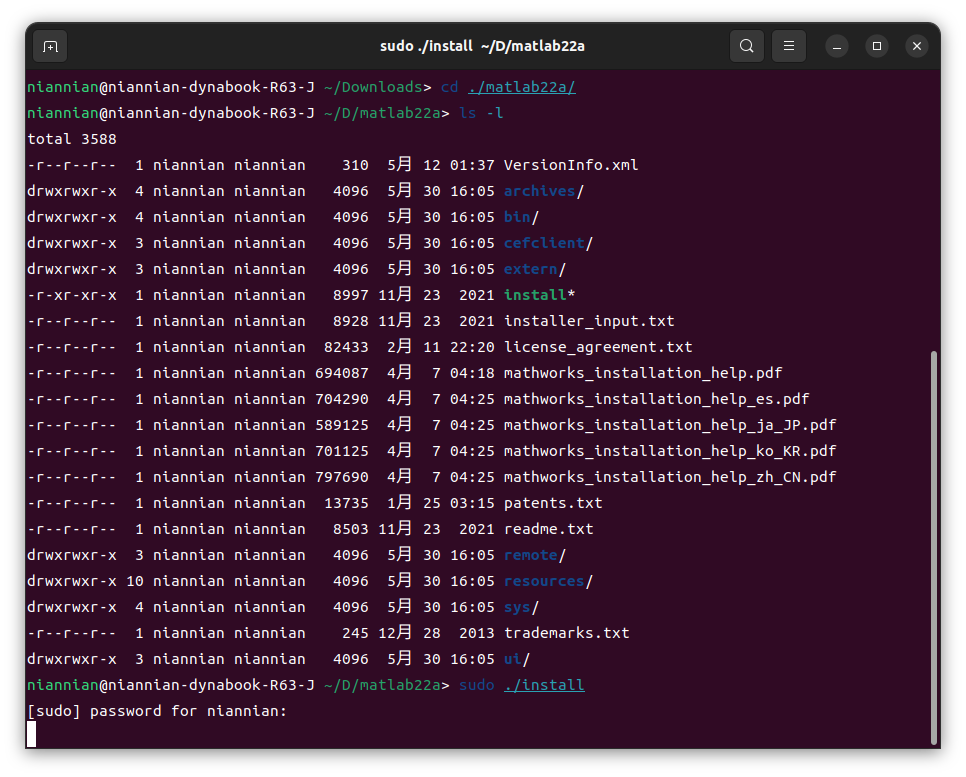 sudo ./install ~/D/matlab22a
niannian@niannian-dynabook-R63-J ~/Downloads> cd ./matlab22a/
niannian@niannian-dynabook-R63-J ~/D/matlab22a> ls -l
total 3588
-r--r--r--  1 niannian niannian    310  5月 12 01:37 VersionInfo.xml
drwxrwxr-x  4 niannian niannian   4096  5月 30 16:05 archives/
drwxrwxr-x  4 niannian niannian   4096  5月 30 16:05 bin/
drwxrwxr-x  3 niannian niannian   4096  5月 30 16:05 cefclient/
drwxrwxr-x  3 niannian niannian   4096  5月 30 16:05 extern/
-r-xr-xr-x  1 niannian niannian   8997 11月 23  2021 install*
-r--r--r--  1 niannian niannian   8928 11月 23  2021 installer_input.txt
-r--r--r--  1 niannian niannian  82433  2月 11 22:20 license_agreement.txt
-r--r--r--  1 niannian niannian 694087  4月  7 04:18 mathworks_installation_help.pdf
-r--r--r--  1 niannian niannian 704290  4月  7 04:25 mathworks_installation_help_es.pdf
-r--r--r--  1 niannian niannian 589125  4月  7 04:25 mathworks_installation_help_ja_JP.pdf
-r--r--r--  1 niannian niannian 701125  4月  7 04:25 mathworks_installation_help_ko_KR.pdf
-r--r--r--  1 niannian niannian 797690  4月  7 04:25 mathworks_installation_help_zh_CN.pdf
-r--r--r--  1 niannian niannian  13735  1月 25 03:15 patents.txt
-r--r--r--  1 niannian niannian   8503 11月 23  2021 readme.txt
drwxrwxr-x  3 niannian niannian   4096  5月 30 16:05 remote/
drwxrwxr-x 10 niannian niannian   4096  5月 30 16:05 resources/
drwxrwxr-x  4 niannian niannian   4096  5月 30 16:05 sys/
-r--r--r--  1 niannian niannian    245 12月 28  2013 trademarks.txt
drwxrwxr-x  3 niannian niannian   4096  5月 30 16:05 ui/
niannian@niannian-dynabook-R63-J ~/D/matlab22a> sudo ./install
[sudo] password for niannian: